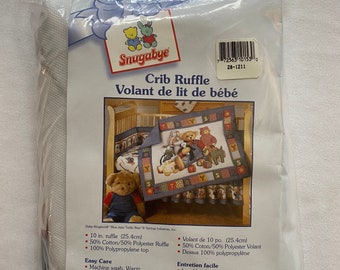 Snugabye
28-1211
Crib Ruffle
Volant de lit de bébé
• 10 in. ruffle (25.4cm)
• 50% Cotton/50% Polyester Ruffle
• 100% Polypropylene top
• Volant de 10 po. (25.4 cm)
• 50% Coton/50% Polyester Volant
• Dessus 100% polypropylène
Easy Care
• Machine wash, Warm
Entretien facile